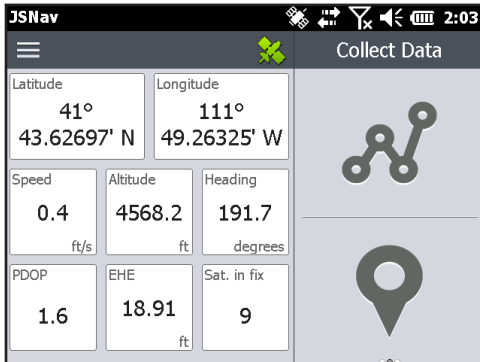 JSNav 2:03
Collect Data
Latitude
41°
43.62697' N
Longitude
111°
49.26325' W
Speed
0.4
ft/s
Altitude
4568.2
ft
Heading
191.7
degrees
PDOP
1.6
EHE
18.91
ft
Sat. in fix
9